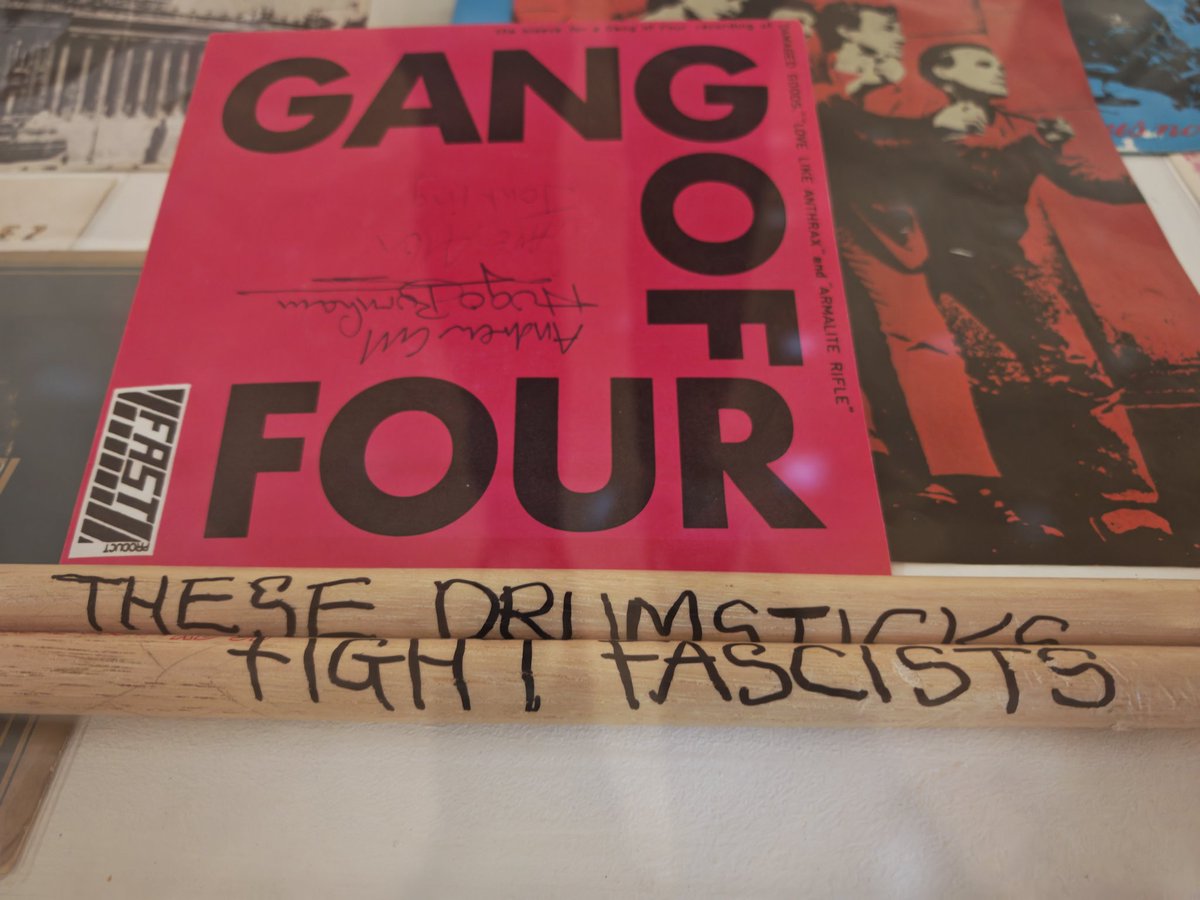 GANG
OF
FOUR
DAMAGED GOODS" "LOVE LIKE ANTHRAX" and "ARMALITE RIFLE"
Andrew Gill
Hugo Burnham
FAST
PRODUCT
THESE DRUMSTICKS
FIGHT FASCISTS